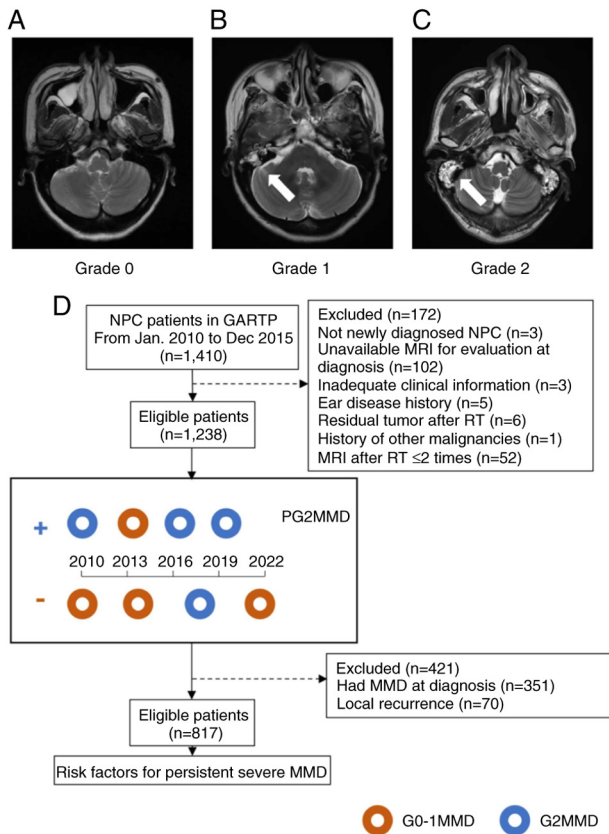 A
B
C
Grade 0
Grade 1
Grade 2
D
NPC patients in GARTP
From Jan. 2010 to Dec 2015
(n=1,410)
Excluded (n=172)
Not newly diagnosed NPC (n=3)
Unavailable MRI for evaluation at
diagnosis (n=102)
Inadequate clinical information (n=3)
Ear disease history (n=5)
Residual tumor after RT (n=6)
History of other malignancies (n=1)
MRI after RT ≤2 times (n=52)
Eligible patients
(n=1,238)
PG2MMD
+
2010 2013 2016 2019 2022
-
Excluded (n=421)
Had MMD at diagnosis (n=351)
Local recurrence (n=70)
Eligible patients
(n=817)
Risk factors for persistent severe MMD
G0-1MMD
G2MMD